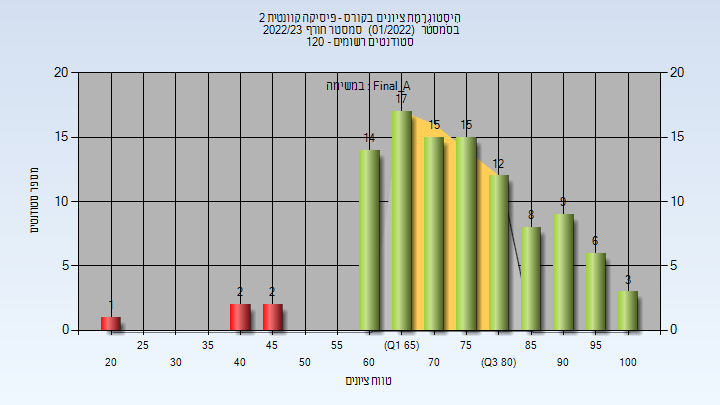 היסטוגרמת ציונים בקורס - פיסיקה קוונטית 2
בסמסטר (01/2022) סמסטר חורף 2022/23
סטודנטים רשומים - 120
במשימה : Final_A
מספר סטודנטים
20 20
15 15
10 10
5 5
0 0
1 2 2 14 17 15 15 12 8 9 6 3
25 35 45 55 (Q1 65) 75 85 95
20 30 40 50 60 70 (Q3 80) 90 100
טווח ציונים